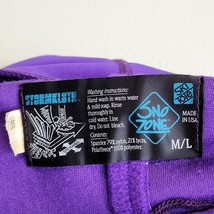 STORMKLOTH
Washing Instructions:
Hand wash in warm water
& mild soap. Rinse
thoroughly in
cold water. Line
dry. Do not bleach.
Contents:
Spandex 79% nylon, 21% lycra,
Polarfleece 100% polyester
SNO
ZONE
MADE
IN USA
M/L